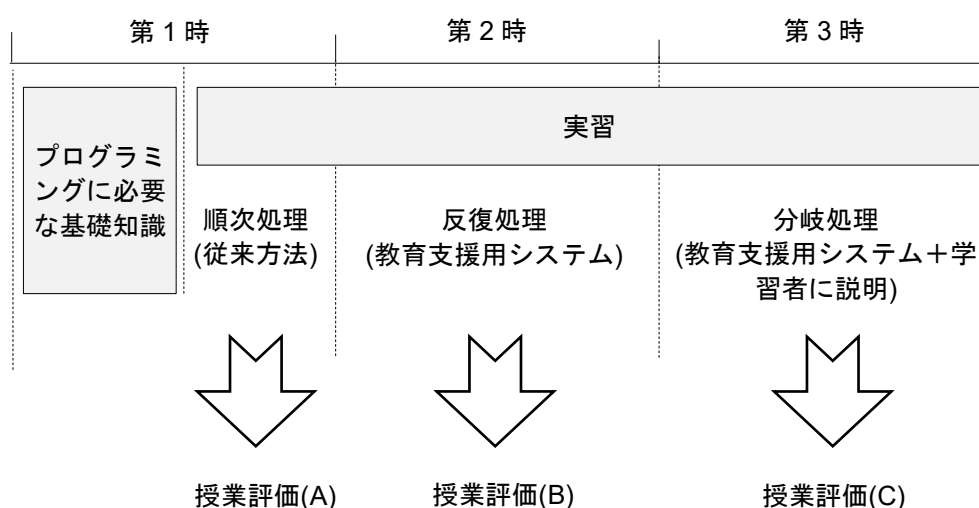 第 1 時
第 2 時
第 3 時
プログラミ
ングに必要
な基礎知識
実習
順次処理
(従来方法)
反復処理
(教育支援用システム)
分岐処理
(教育支援用システム＋学
習者に説明)
授業評価(A)
授業評価(B)
授業評価(C)